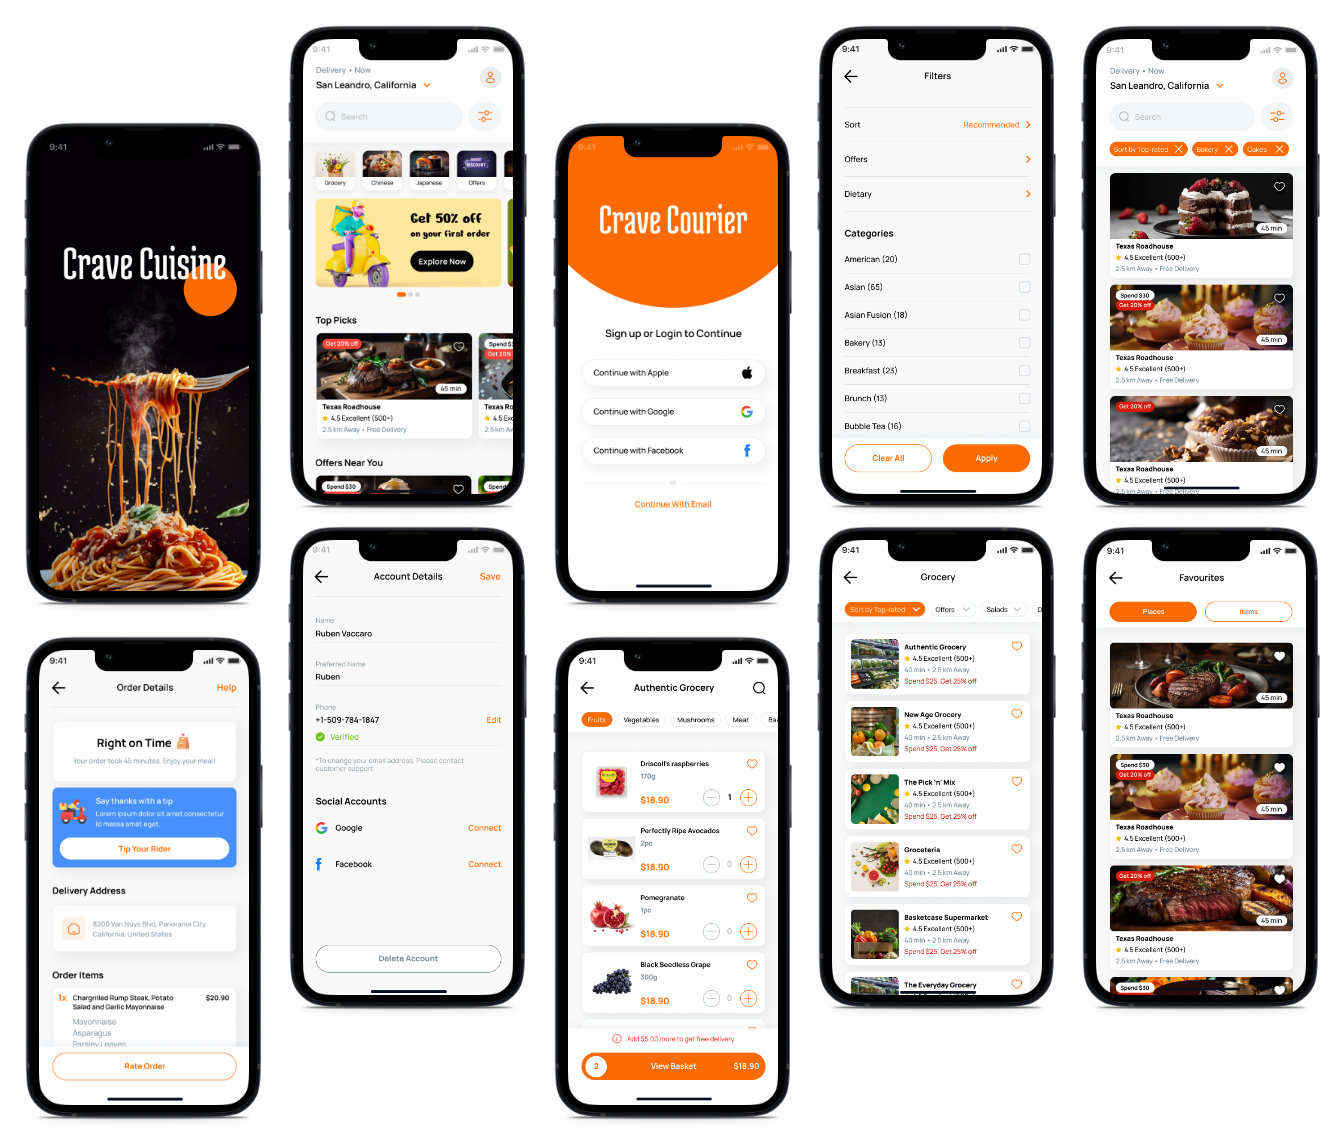 9:41
Crave Cuisine
9:41
Delivery • Now
San Leandro, California
Search
Grocery
Chinese
Japanese
Offers
DISCOUNT
Get 50% off
on your first order
Explore Now
Top Picks
Get 20% off
45 min
Texas Roadhouse
4.5 Excellent (500+)
2.5 km Away • Free Delivery
Spend $
Get 20%
Texas Ro
4.5 Ex
2.5 km Aw
Offers Near You
Spend $30
Spend
9:41
Crave Courier
Sign up or Login to Continue
Continue with Apple
Continue with Google
Continue with Facebook
or
Continue With Email
9:41
Filters
Sort
Recommended
Offers
Dietary
Categories
American (20)
Asian (65)
Asian Fusion (18)
Bakery (13)
Breakfast (23)
Brunch (13)
Bubble Tea (16)
Clear All
Apply
9:41
Delivery • Now
San Leandro, California
Search
Sort by Top-rated
Bakery
Cakes
45 min
Texas Roadhouse
4.5 Excellent (500+)
2.5 km Away • Free Delivery
Spend $30
Get 20% off
45 min
Texas Roadhouse
4.5 Excellent (500+)
2.5 km Away • Free Delivery
Get 20% off
45 min
Texas Roadhouse
4.5 Excellent (500+)
2.5 km Away • Free Delivery
9:41
Order Details
Help
Right on Time
Your order took 45 minutes. Enjoy your meal!
Say thanks with a tip
Lorem ipsum dolor sit amet consectetur.
Id massa amet eget.
Tip Your Rider
Delivery Address
8200 Van Nuys Blvd, Panorama City,
California, United States
Order Items
1x
Chargrilled Rump Steak, Potato
Salad and Garlic Mayonnaise
$20.90
Mayonnaise
Asparagus
Parsley Leaves
Rate Order
9:41
Account Details
Save
Name
Ruben Vaccaro
Preferred Name
Ruben
Phone
+1-509-784-1847
Edit
Verified
*To change your email address, Please contact
customer support
Social Accounts
Google
Connect
Facebook
Connect
Delete Account
9:41
Authentic Grocery
Fruits
Vegetables
Mushrooms
Meat
Ba
Driscoll's raspberries
170g
$18.90
1
Perfectly Ripe Avocados
2pc
$18.90
0
Pomegranate
1pc
$18.90
0
Black Seedless Grape
300g
$18.90
0
Add $5.00 more to get free delivery
2
View Basket
$18.90
9:41
Grocery
Sort by Top-rated
Offers
Salads
D
Authentic Grocery
4.5 Excellent (500+)
40 min • 2.5 km Away
Spend $25, Get 25% off
New Age Grocery
4.5 Excellent (500+)
40 min • 2.5 km Away
Spend $25, Get 25% off
The Pick 'n' Mix
4.5 Excellent (500+)
40 min • 2.5 km Away
Spend $25, Get 25% off
Groceteria
4.5 Excellent (500+)
40 min • 2.5 km Away
Spend $25, Get 25% off
Basketcase Supermarket
4.5 Excellent (500+)
40 min • 2.5 km Away
Spend $25, Get 25% off
The Everyday Grocery
9:41
Favourites
Places
Items
45 min
Texas Roadhouse
4.5 Excellent (500+)
2.5 km Away • Free Delivery
Spend $30
Get 20% off
45 min
Texas Roadhouse
4.5 Excellent (500+)
2.5 km Away • Free Delivery
Get 20% off
45 min
Texas Roadhouse
4.5 Excellent (500+)
2.5 km Away • Free Delivery
Spend $30